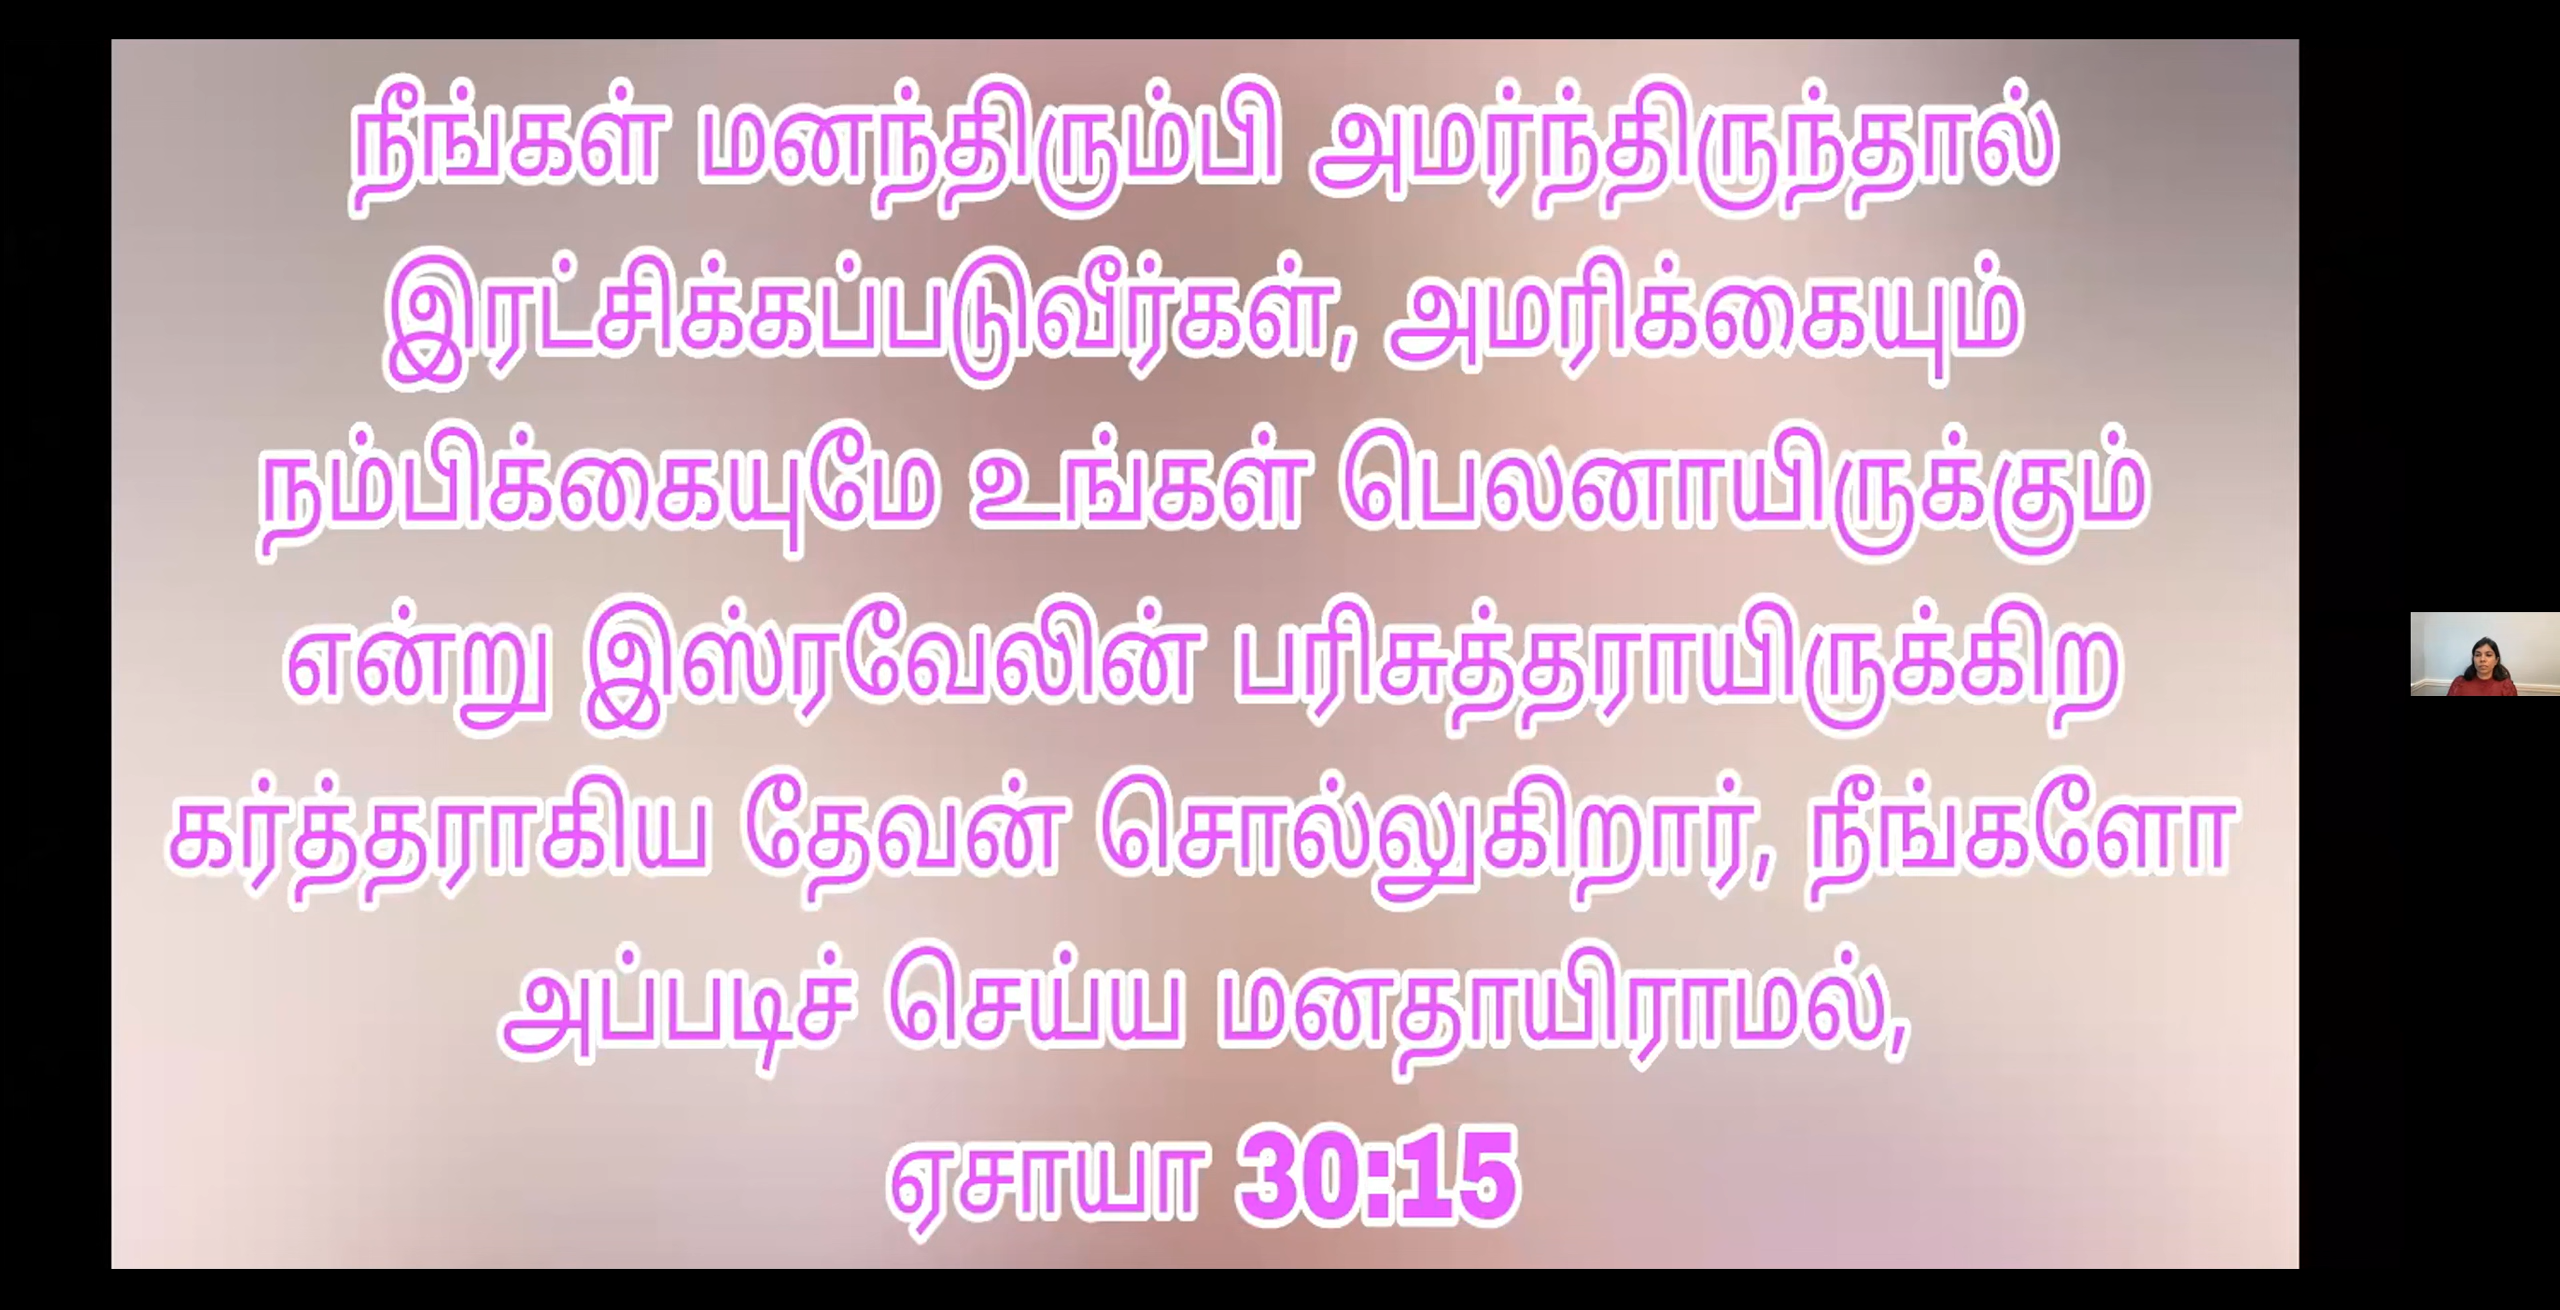 நீங்கள் மனந்திரும்பி அமர்ந்திருந்தால்
இரட்சிக்கப்படுவீர்கள், அமரிக்கையும்
நம்பிக்கையுமே உங்கள் பெலனாயிருக்கும்
என்று இஸ்ரவேலின் பரிசுத்தராயிருக்கிற
கர்த்தராகிய தேவன் சொல்லுகிறார், நீங்களோ
அப்படிச் செய்ய மனதாயிராமல்,
ஏசாயா 30:15